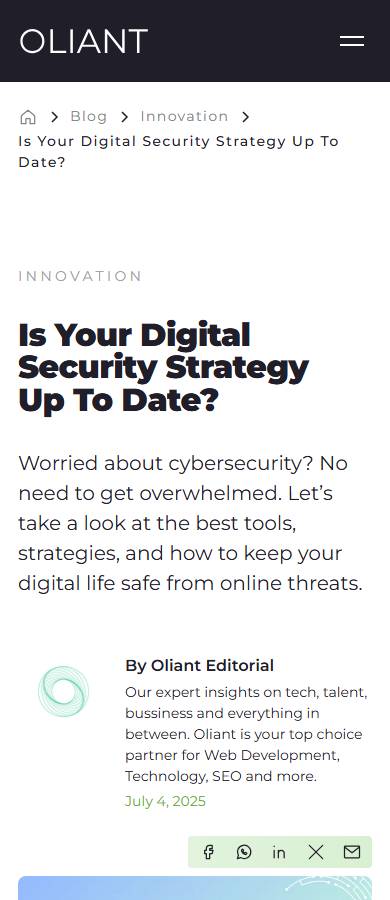 OLIANT
Blog
Innovation
Is Your Digital Security Strategy Up To
Date?
INNOVATION
Is Your Digital
Security Strategy
Up To Date?
Worried about cybersecurity? No
need to get overwhelmed. Let’s
take a look at the best tools,
strategies, and how to keep your
digital life safe from online threats.
By Oliant Editorial
Our expert insights on tech, talent,
bussiness and everything in
between. Oliant is your top choice
partner for Web Development,
Technology, SEO and more.
July 4, 2025